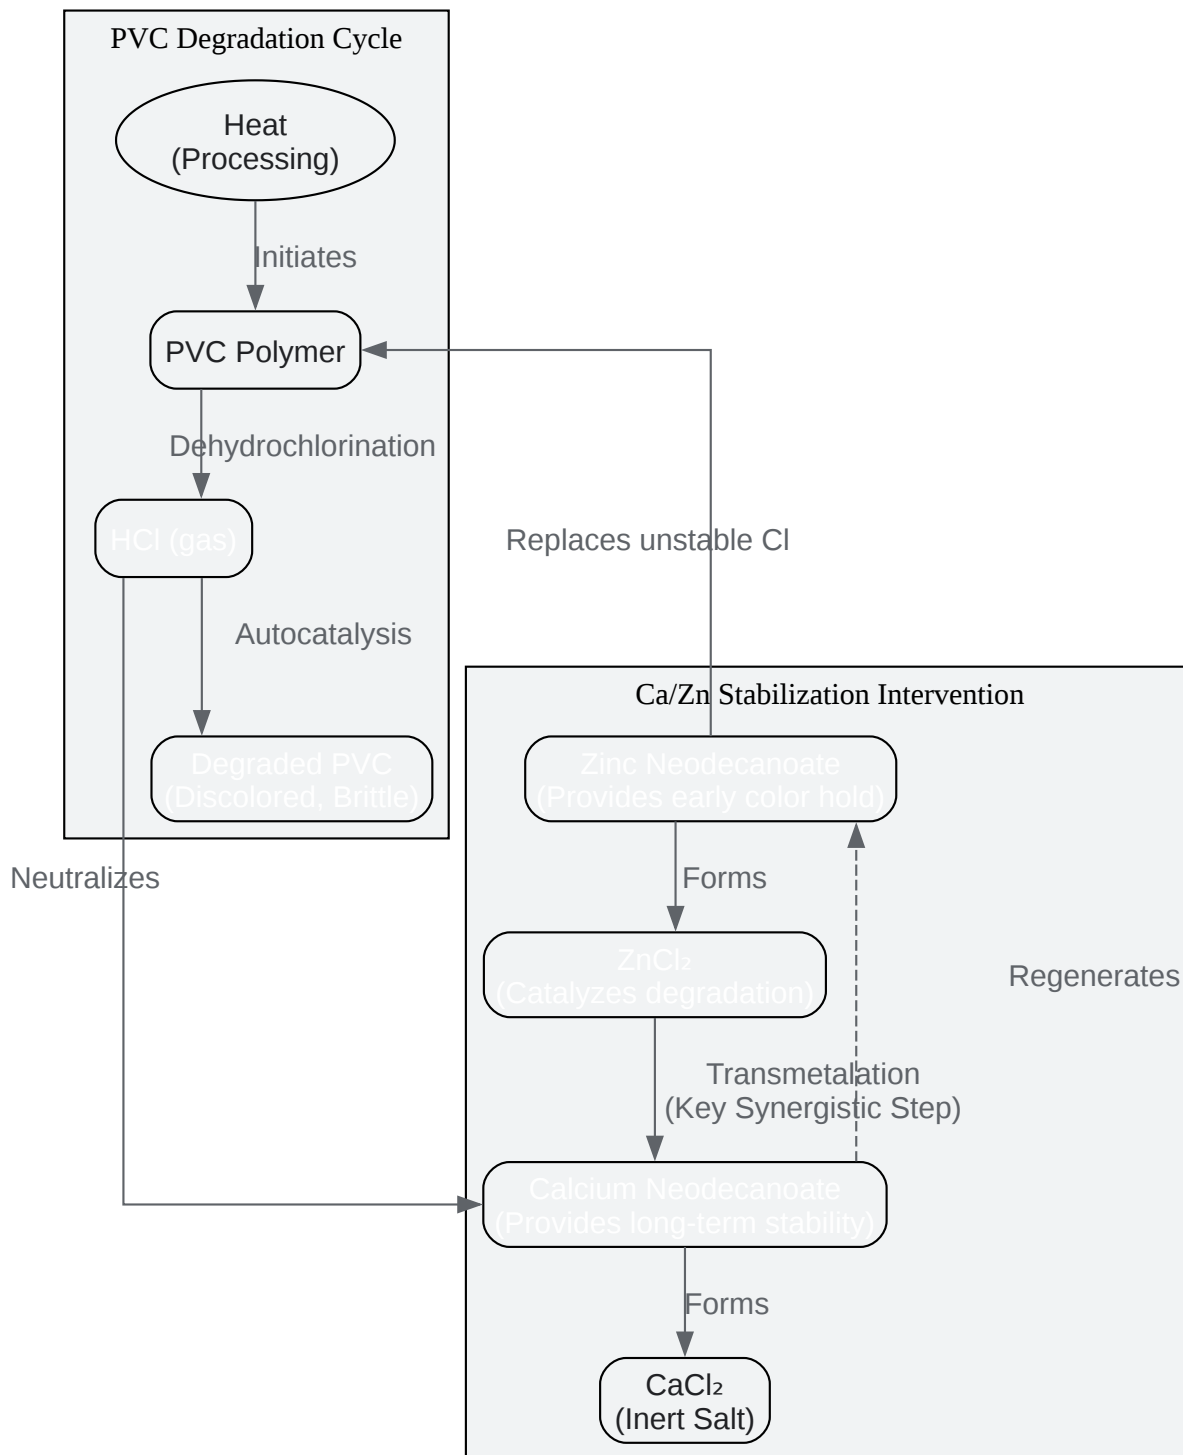 PVC Degradation Cycle
Heat
(Processing)
Initiates
PVC Polymer
Dehydrochlorination
HCl (gas)
Replaces unstable Cl
Autocatalysis
Ca/Zn Stabilization Intervention
Degraded PVC
(Discolored, Brittle)
Zinc Neodecanoate
(Provides early color hold)
Neutralizes
Forms
ZnCl₂
(Catalyzes degradation)
Regenerates
Transmetalation
(Key Synergistic Step)
Calcium Neodecanoate
(Provides long-term stability)
Forms
CaCl₂
(Inert Salt)